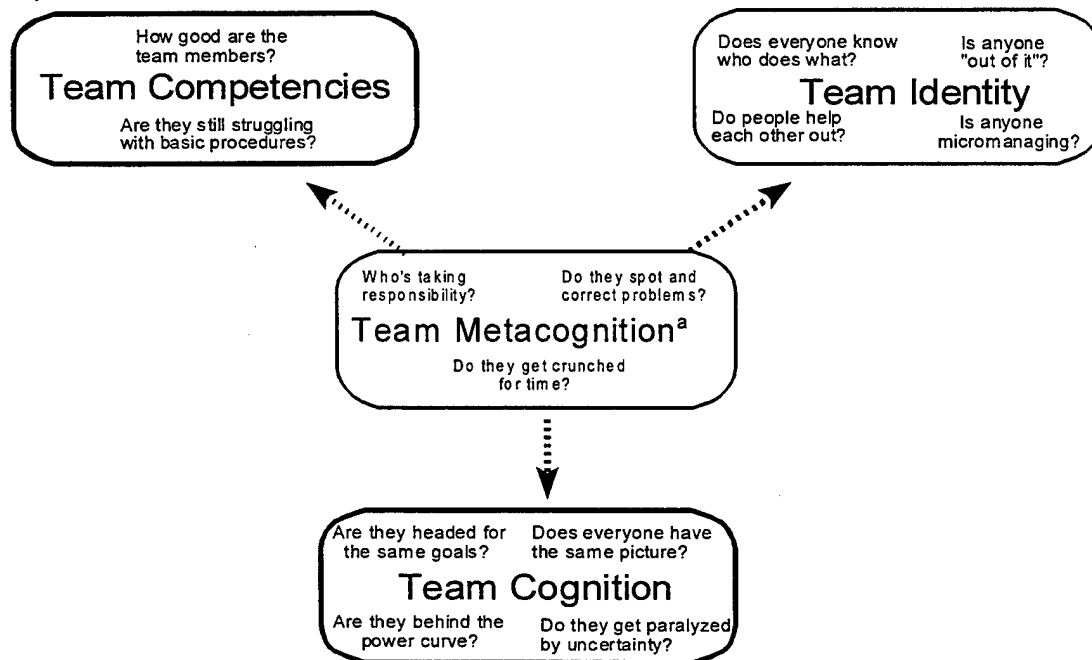 How good are the
team members?
Team Competencies
Are they still struggling
with basic procedures?
Does everyone know
who does what?
Is anyone
"out of it"?
Team Identity
Do people help
each other out?
Is anyone
micromanaging?
Who's taking
responsibility?
Do they spot and
correct problems?
Team Metacognitionᵃ
Do they get crunched
for time?
Are they headed for
the same goals?
Does everyone have
the same picture?
Team Cognition
Are they behind the
power curve?
Do they get paralyzed
by uncertainty?